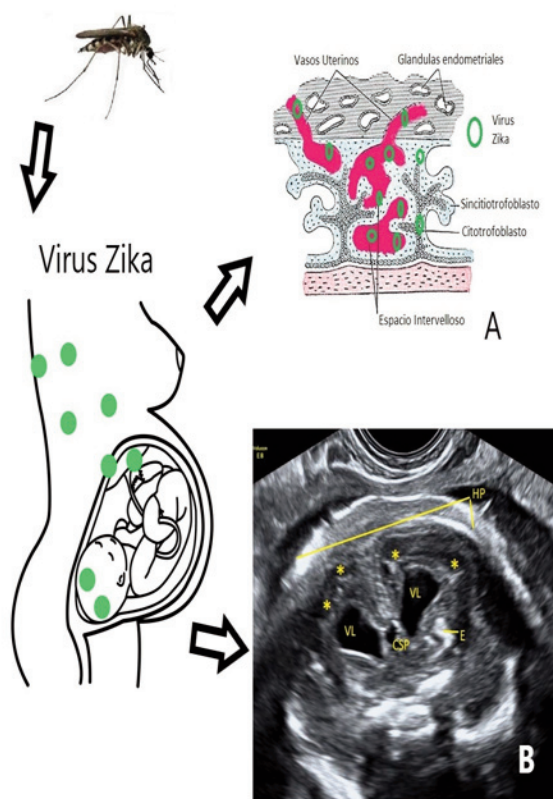 Vasos Uterinos
Glandulas endometriales
Virus
Zika
Sincitiotrofoblasto
Citotrofoblasto
Espacio Intervelloso
A
Virus Zika
HP
VL
VL
CSP
E
B